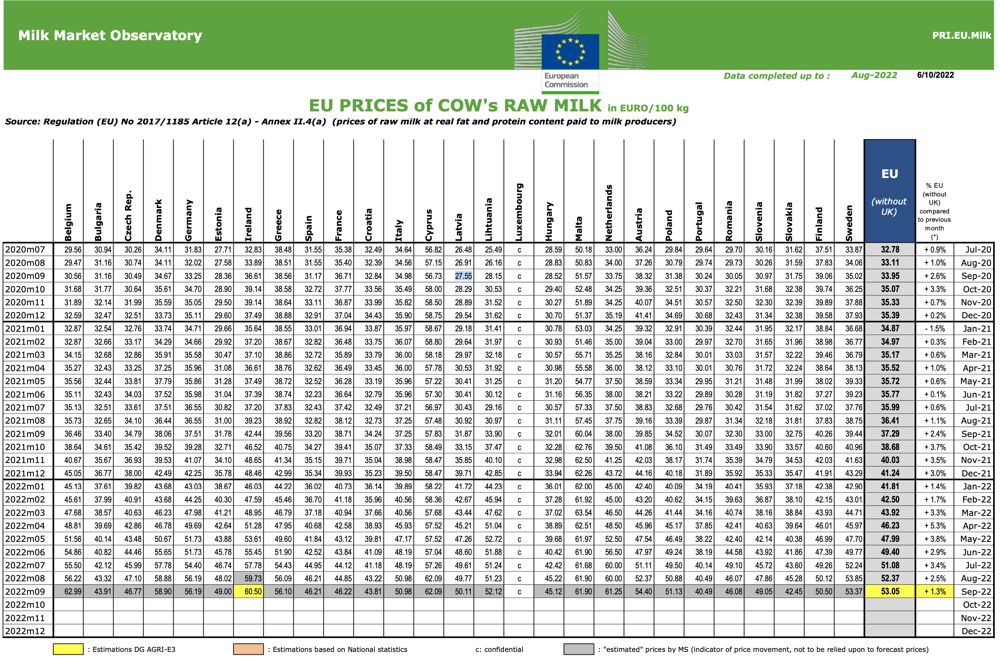 Milk Market Observatory
PRI.EU.Milk
European
Commission
Data completed up to : Aug-2022 6/10/2022
EU PRICES of COW's RAW MILK in EURO/100 kg
Source: Regulation (EU) No 2017/1185 Article 12(a) - Annex II.4(a) (prices of raw milk at real fat and protein content paid to milk producers)
Belgium Bulgaria Czech Rep. Denmark Germany Estonia Ireland Greece Spain France Croatia Italy Cyprus Latvia Lihtuania Luxembourg Hungary Malta Netherlands Austria Poland Portugal Romania Slovenia Slovakia Finland Sweden
EU
(without
UK)
% EU
(without
UK)
compared
to previous
month
(*)
2020m07 29.56 30.94 30.26 34.11 31.83 27.71 32.83 38.48 31.55 35.38 32.49 34.64 56.82 26.48 25.49 c 28.59 50.18 33.00 36.24 29.84 29.64 29.70 30.16 31.62 37.51 33.87 32.78 + 0.9% Jul-20
2020m08 29.47 31.16 30.74 34.11 32.02 27.58 33.89 38.51 31.55 35.40 32.39 34.56 57.15 26.91 26.16 c 28.83 50.83 34.00 37.26 30.79 29.74 29.73 30.26 31.59 37.83 34.06 33.11 + 1.0% Aug-20
2020m09 30.56 31.16 30.49 34.67 33.25 28.36 36.61 38.56 31.17 36.71 32.84 34.98 56.73 27.55 28.15 c 28.52 51.57 33.75 38.32 31.38 30.24 30.05 30.97 31.75 39.06 35.02 33.95 + 2.6% Sep-20
2020m10 31.68 31.77 30.64 35.61 34.70 28.90 39.14 38.58 32.72 37.77 33.56 35.49 58.00 28.29 30.53 c 29.40 52.48 34.25 39.36 32.51 30.37 32.21 31.68 32.38 39.74 36.25 35.07 + 3.3% Oct-20
2020m11 31.89 32.14 31.99 35.59 35.05 29.50 39.14 38.64 33.11 36.87 33.99 35.82 58.50 28.89 31.52 c 30.27 51.89 34.25 40.07 34.51 30.57 32.50 32.30 32.39 39.89 37.88 35.33 + 0.7% Nov-20
2020m12 32.59 32.47 32.51 33.73 35.11 29.60 37.49 38.88 32.91 37.04 34.43 35.90 58.75 29.54 31.62 c 30.70 51.37 35.19 41.41 34.69 30.68 32.43 31.34 32.38 39.58 37.93 35.39 + 0.2% Dec-20
2021m01 32.87 32.54 32.76 33.74 34.71 29.66 35.64 38.55 33.01 36.94 33.87 35.97 58.67 29.18 31.41 c 30.78 53.03 34.25 39.32 32.91 30.39 32.44 31.95 32.17 38.84 36.68 34.87 - 1.5% Jan-21
2021m02 32.87 32.66 33.17 34.29 34.66 29.92 37.20 38.67 32.82 36.48 33.75 36.07 58.80 29.64 31.97 c 30.93 51.46 35.00 39.04 33.00 29.97 32.70 31.65 31.96 38.98 36.77 34.97 + 0.3% Feb-21
2021m03 34.15 32.68 32.86 35.91 35.58 30.47 37.10 38.86 32.72 35.89 33.79 36.00 58.18 29.97 32.18 c 30.57 55.71 35.25 38.16 32.84 30.01 33.03 31.57 32.22 39.46 36.79 35.17 + 0.6% Mar-21
2021m04 35.27 32.43 33.25 37.25 35.96 31.08 36.61 38.76 32.62 36.49 33.45 36.00 57.78 30.53 31.92 c 30.98 55.58 36.00 38.12 33.10 30.01 30.76 31.72 32.24 38.64 38.13 35.52 + 1.0% Apr-21
2021m05 35.56 32.44 33.81 37.79 35.86 31.28 37.49 38.72 32.52 36.28 33.19 35.96 57.22 30.41 31.25 c 31.20 54.77 37.50 38.59 33.34 29.95 31.21 31.48 31.99 38.02 39.33 35.72 + 0.6% May-21
2021m06 35.11 32.43 34.03 37.52 35.98 31.04 37.39 38.74 32.23 36.64 32.79 35.96 57.30 30.41 30.12 c 31.16 56.35 38.00 38.21 33.22 29.89 30.28 31.19 31.82 37.27 39.23 35.77 + 0.1% Jun-21
2021m07 35.13 32.51 33.61 37.51 36.55 30.82 37.20 37.83 32.43 37.42 32.49 37.21 56.97 30.43 29.16 c 30.57 57.33 37.50 38.83 32.68 29.76 30.42 31.54 31.62 37.02 37.76 35.99 + 0.6% Jul-21
2021m08 35.73 32.65 34.10 36.44 36.55 31.00 39.23 38.92 32.82 38.12 32.73 37.25 57.48 30.92 30.97 c 31.11 57.45 37.75 39.16 33.39 29.87 31.34 32.18 31.81 37.83 38.75 36.41 + 1.1% Aug-21
2021m09 36.46 33.40 34.79 38.06 37.51 31.78 42.44 39.56 33.20 38.71 34.24 37.25 57.83 31.87 33.90 c 32.01 60.04 38.00 39.85 34.52 30.07 32.30 33.00 32.75 40.26 39.44 37.29 + 2.4% Sep-21
2021m10 38.64 34.61 35.42 39.52 39.28 32.71 46.52 40.75 34.27 39.41 35.07 37.33 58.49 33.15 37.47 c 32.28 62.76 39.50 41.08 36.10 31.49 33.49 33.90 33.57 40.60 40.96 38.68 + 3.7% Oct-21
2021m11 40.67 35.67 36.93 39.53 41.07 34.10 48.65 41.34 35.15 39.71 35.04 38.98 58.47 35.85 40.10 c 32.98 62.50 41.25 42.03 38.17 31.74 35.39 34.79 34.53 42.03 41.63 40.03 + 3.5% Nov-21
2021m12 45.05 36.77 38.00 42.49 42.25 35.78 48.46 42.99 35.34 39.93 35.23 39.50 58.47 39.71 42.85 c 33.94 62.26 43.72 44.16 40.18 31.89 35.92 35.33 35.47 41.91 43.29 41.24 + 3.0% Dec-21
2022m01 45.13 37.61 39.82 43.68 43.03 38.67 46.03 44.22 36.02 40.73 36.14 39.89 58.22 41.72 44.23 c 36.01 62.00 45.00 42.40 40.09 34.19 40.41 35.93 37.18 42.38 42.90 41.81 + 1.4% Jan-22
2022m02 45.61 37.99 40.91 43.68 44.25 40.30 47.59 45.46 36.70 41.18 35.96 40.56 58.36 42.67 45.94 c 37.28 61.92 45.00 43.20 40.62 34.15 39.63 36.87 38.10 42.15 43.01 42.50 + 1.7% Feb-22
2022m03 47.68 38.57 40.63 46.23 47.98 41.21 48.95 46.79 37.18 40.94 37.66 40.56 57.68 43.44 47.62 c 37.02 63.54 46.50 44.26 41.44 34.16 40.74 38.16 38.84 43.93 44.71 43.92 + 3.3% Mar-22
2022m04 48.81 39.69 42.86 46.78 49.69 42.64 51.28 47.95 40.68 42.58 38.93 45.93 57.52 45.21 51.04 c 38.89 62.51 48.50 45.96 45.17 37.85 42.41 40.63 39.64 46.01 45.97 46.23 + 5.3% Apr-22
2022m05 51.56 40.14 43.48 50.67 51.73 43.88 53.61 49.60 41.84 43.12 39.81 47.17 57.52 47.26 52.72 c 39.68 61.97 52.50 47.54 46.49 38.22 42.40 42.14 40.38 46.99 47.70 47.99 + 3.8% May-22
2022m06 54.86 40.82 44.46 55.65 51.73 45.78 55.45 51.90 42.52 43.84 41.09 48.19 57.04 48.60 51.88 c 40.42 61.90 56.50 47.97 49.24 38.19 44.58 43.92 41.86 47.39 49.77 49.40 + 2.9% Jun-22
2022m07 55.50 42.12 45.99 57.78 54.40 46.74 57.78 54.43 44.95 44.12 41.18 48.19 57.26 49.61 51.24 c 42.42 61.68 60.00 51.11 49.50 40.14 49.10 45.72 43.60 49.26 52.24 51.08 + 3.4% Jul-22
2022m08 56.22 43.32 47.10 58.88 56.19 48.02 59.73 56.09 46.21 44.85 43.22 50.98 62.09 49.77 51.23 c 45.22 61.90 60.00 52.37 50.88 40.49 46.07 47.86 45.28 50.12 53.85 52.37 + 2.5% Aug-22
2022m09 62.99 43.91 46.77 58.90 56.19 49.00 60.50 56.10 46.21 46.22 43.81 50.98 62.09 50.11 52.12 c 45.12 61.90 61.25 54.40 51.13 40.49 46.08 49.05 42.45 50.50 53.37 53.05 + 1.3% Sep-22
2022m10 Oct-22
2022m11 Nov-22
2022m12 Dec-22
: Estimations DG AGRI-E3 : Estimations based on National statistics c: confidential : "estimated" prices by MS (indicator of price movement, not to be relied upon to forecast prices)